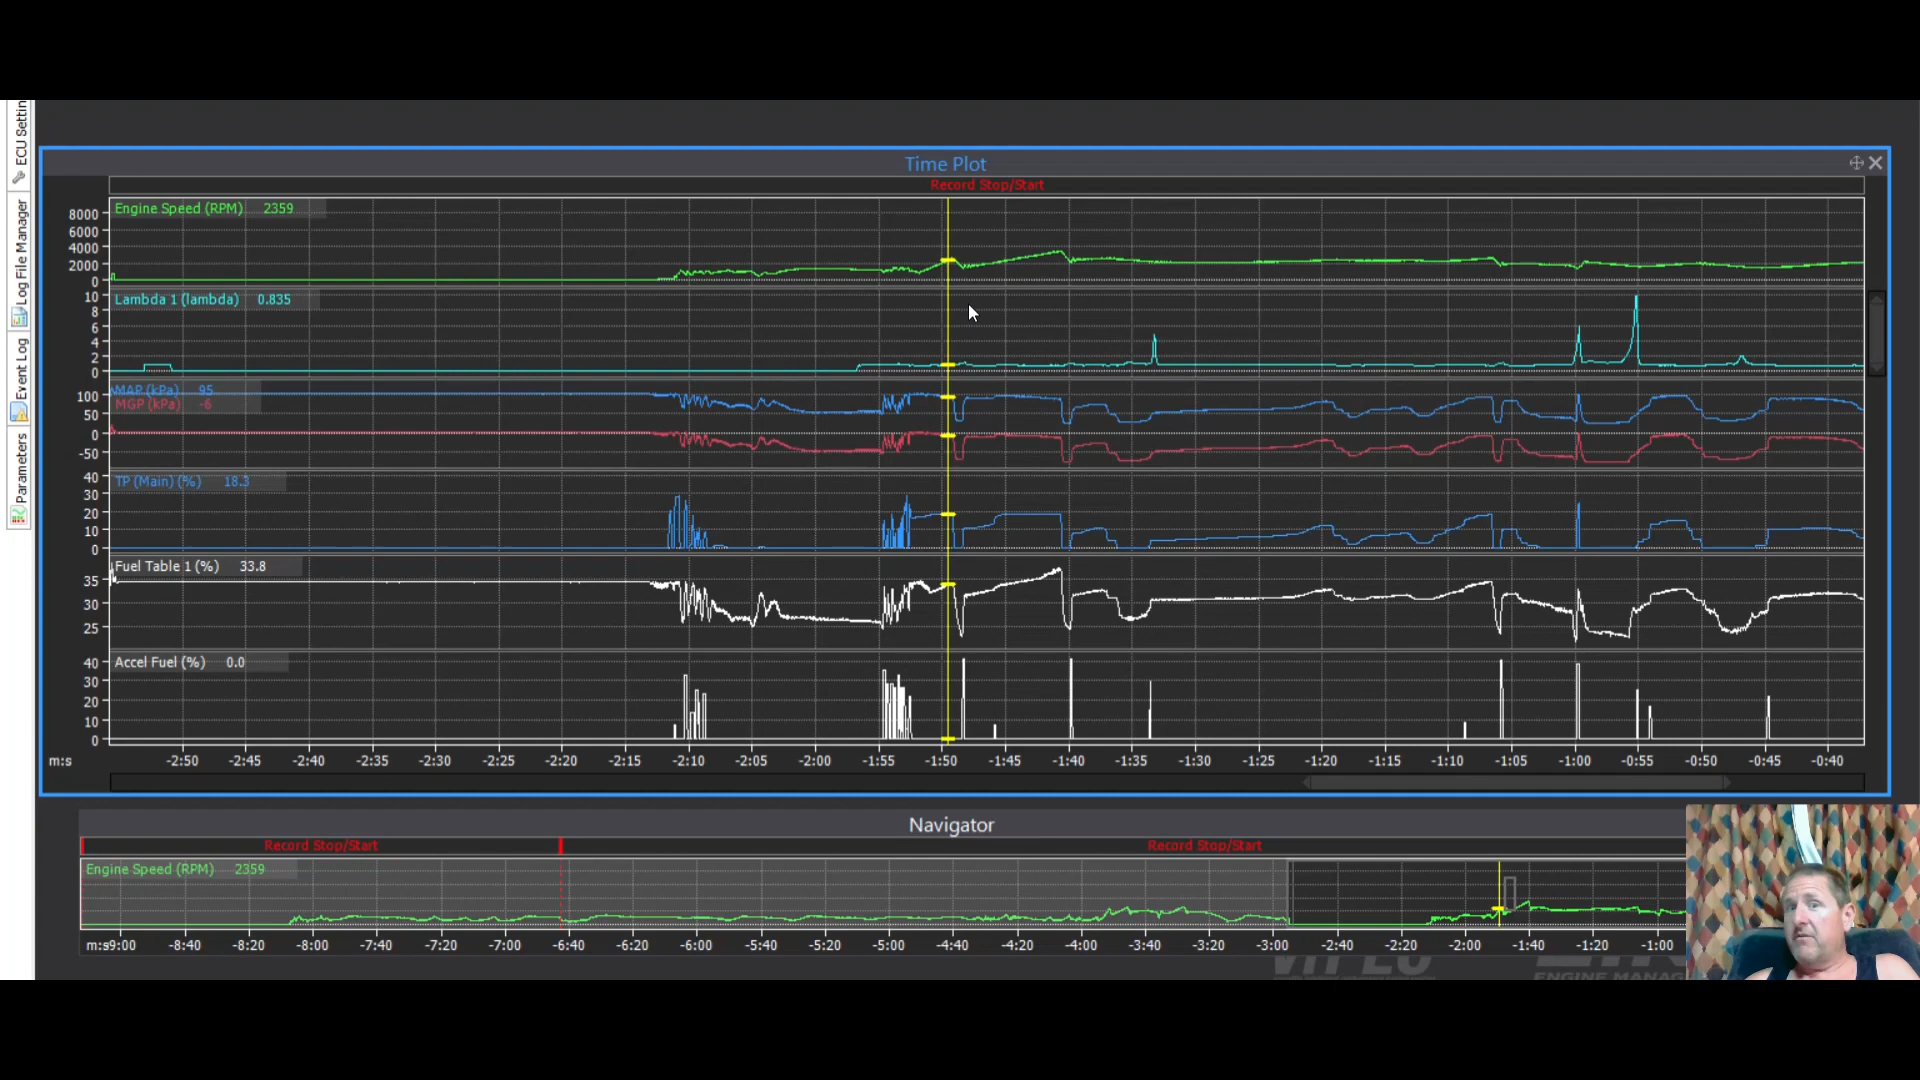 ECU Settin
Log File Manager
Event Log
Parameters
Time Plot
Record Stop/Start
Engine Speed (RPM) 2359
8000
6000
4000
2000
0
Lambda 1 (lambda) 0.835
10
8
6
4
2
0
MAP (kPa) 95
MGP (kPa) -6
100
50
0
-50
TP (Main) (%) 18.3
40
30
20
10
0
Fuel Table 1 (%) 33.8
35
30
25
Accel Fuel (%) 0.0
40
30
20
10
0
m:s -2:50 -2:45 -2:40 -2:35 -2:30 -2:25 -2:20 -2:15 -2:10 -2:05 -2:00 -1:55 -1:50 -1:45 -1:40 -1:35 -1:30 -1:25 -1:20 -1:15 -1:10 -1:05 -1:00 -0:55 -0:50 -0:45 -0:40
Navigator
Record Stop/Start Record Stop/Start
Engine Speed (RPM) 2359
m:s9:00 -8:40 -8:20 -8:00 -7:40 -7:20 -7:00 -6:40 -6:20 -6:00 -5:40 -5:20 -5:00 -4:40 -4:20 -4:00 -3:40 -3:20 -3:00 -2:40 -2:20 -2:00 -1:40 -1:20 -1:00
ENGINE MANAG